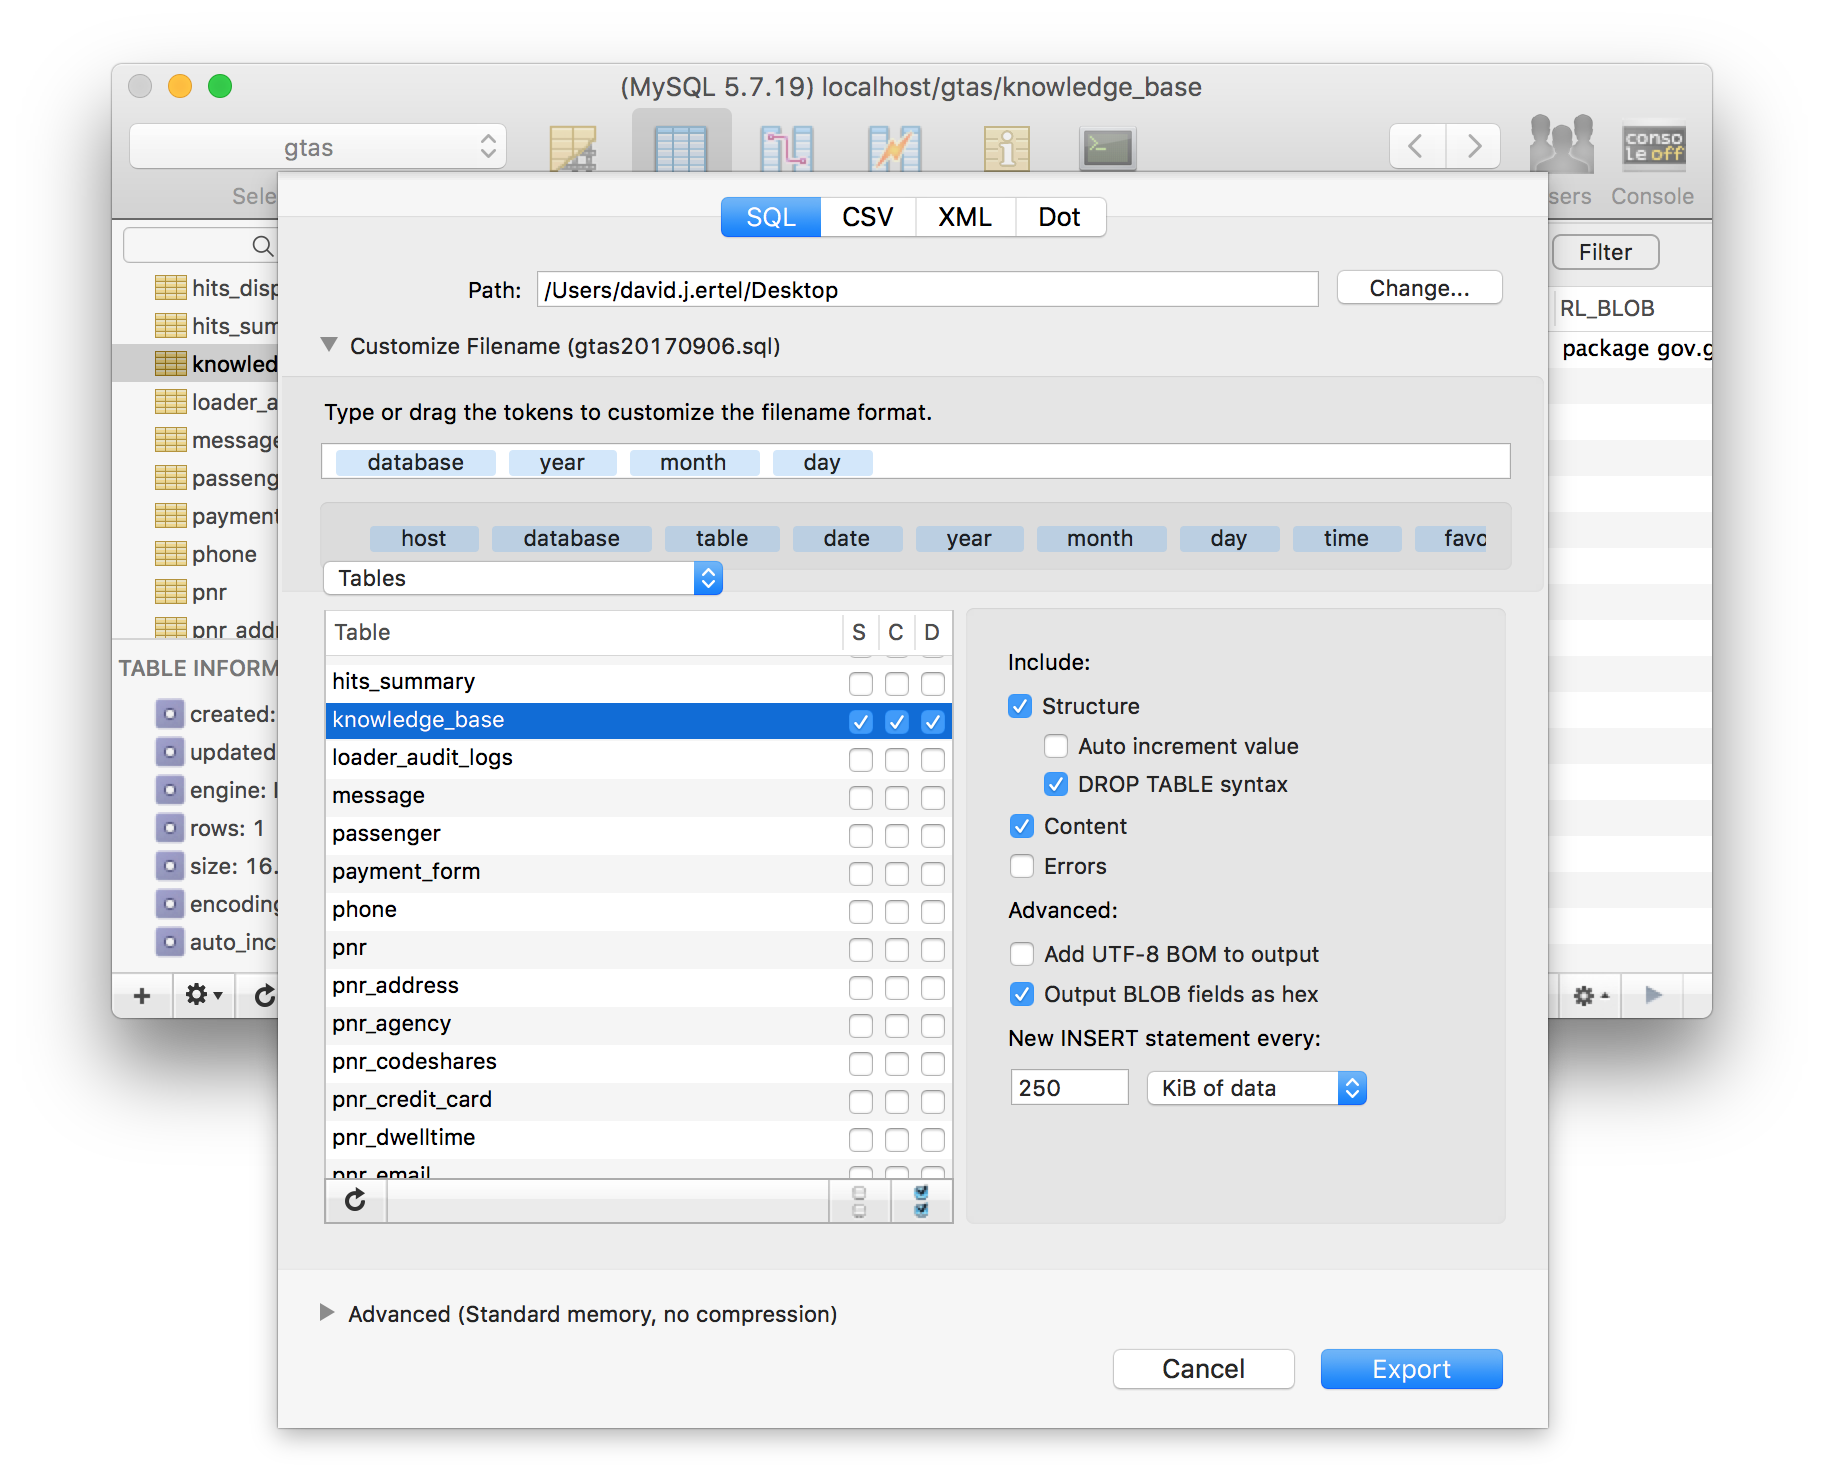 (MySQL 5.7.19) localhost/gtas/knowledge_base
gtas
conso
le off
Sele
sers
Console
SQL
CSV
XML
Dot
Filter
Path:
/Users/david.j.ertel/Desktop
Change...
hits_disp
hits_sum
knowled
loader_a
message
passeng
payment
phone
pnr
pnr_addr
RL_BLOB
package gov.g
Customize Filename (gtas20170906.sql)
Type or drag the tokens to customize the filename format.
database year month day
host database table date year month day time favo
Tables
Table S C D
hits_summary
knowledge_base
loader_audit_logs
message
passenger
payment_form
phone
pnr
pnr_address
pnr_agency
pnr_codeshares
pnr_credit_card
pnr_dwelltime
pnr_email
TABLE INFORM
created:
updated
engine: I
rows: 1
size: 16.
encoding
auto_inc
Include:
Structure
Auto increment value
DROP TABLE syntax
Content
Errors
Advanced:
Add UTF-8 BOM to output
Output BLOB fields as hex
New INSERT statement every:
250
KiB of data
Advanced (Standard memory, no compression)
Cancel
Export